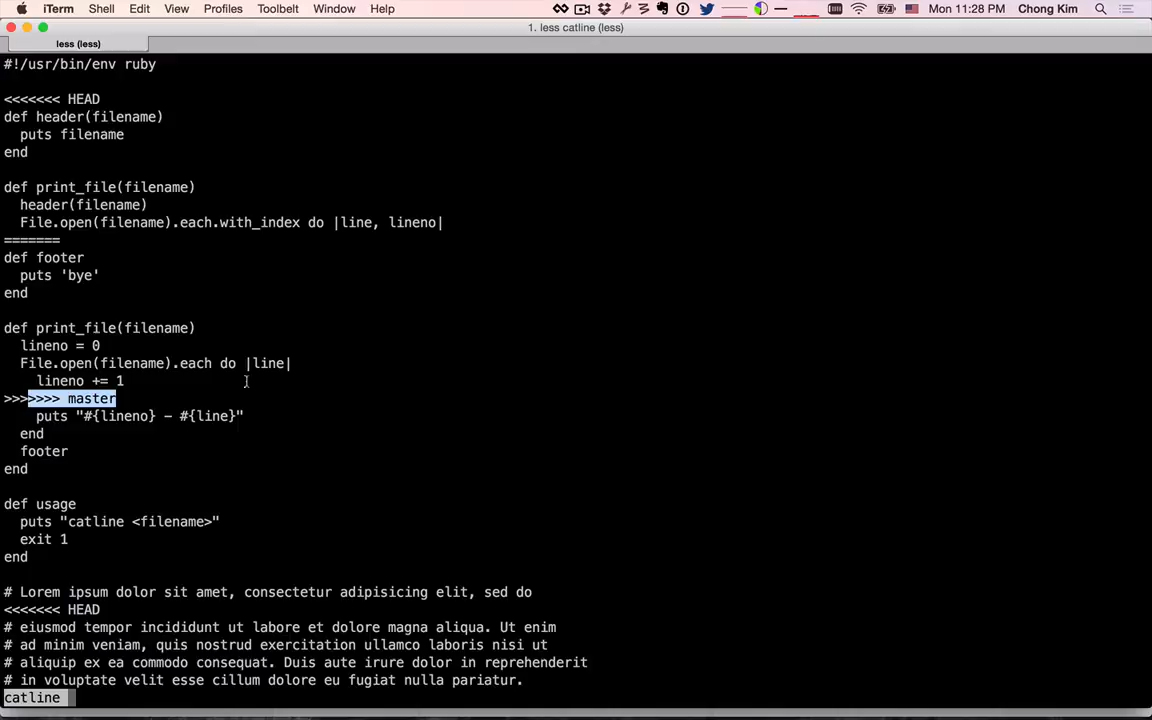 iTerm Shell Edit View Profiles Toolbelt Window Help Mon 11:28 PM Chong Kim
1. less catline (less)
less (less)
#!/usr/bin/env ruby
<<<<<<< HEAD
def header(filename)
  puts filename
end
def print_file(filename)
  header(filename)
  File.open(filename).each.with_index do |line, lineno|
=======
def footer
  puts 'bye'
end
def print_file(filename)
  lineno = 0
  File.open(filename).each do |line|
    lineno += 1
>>>>>>> master
    puts "#{lineno} - #{line}"
  end
  footer
end
def usage
  puts "catline <filename>"
  exit 1
end
# Lorem ipsum dolor sit amet, consectetur adipisicing elit, sed do
<<<<<<< HEAD
# eiusmod tempor incididunt ut labore et dolore magna aliqua. Ut enim
# ad minim veniam, quis nostrud exercitation ullamco laboris nisi ut
# aliquip ex ea commodo consequat. Duis aute irure dolor in reprehenderit
# in voluptate velit esse cillum dolore eu fugiat nulla pariatur.
catline